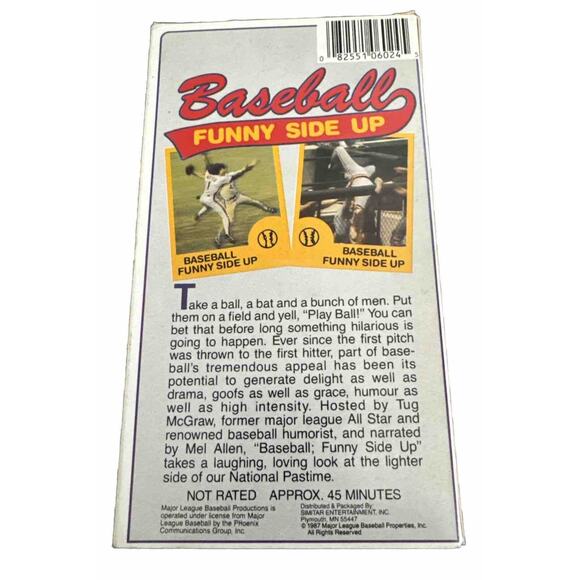 0 82551 06024 5
Baseball
FUNNY SIDE UP
BASEBALL
FUNNY SIDE UP
BASEBALL
FUNNY SIDE UP
Take a ball, a bat and a bunch of men. Put
them on a field and yell, “Play Ball!” You can
bet that before long something hilarious is
going to happen. Ever since the first pitch
was thrown to the first hitter, part of base-
ball’s tremendous appeal has been its
potential to generate delight as well as
drama, goofs as well as grace, humour as
well as high intensity. Hosted by Tug
McGraw, former major league All Star and
renowned baseball humorist, and narrated
by Mel Allen, “Baseball; Funny Side Up”
takes a laughing, loving look at the lighter
side of our National Pastime.
NOT RATED APPROX. 45 MINUTES
Major League Baseball Productions is
operated under license from Major
League Baseball by the PHoenix
Communications Group, Inc.
Distributed & Packaged By
SIMITAR ENTERTAINMENT, INC.
Plymouth, MN 55447
© 1987 Major League Baseball Properties, Inc.
All Rights Reserved